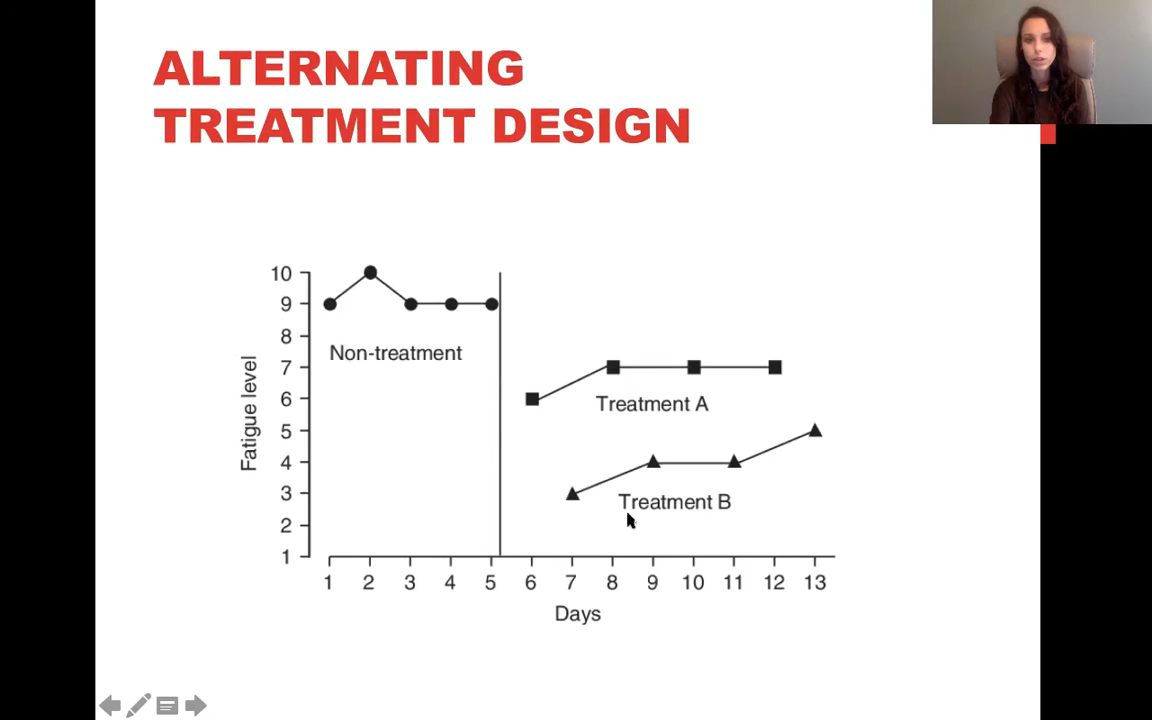 ALTERNATING
TREATMENT DESIGN
10
9
8
7
6
5
4
3
2
1
Fatigue level
Non-treatment
Treatment A
Treatment B
1 2 3 4 5 6 7 8 9 10 11 12 13
Days